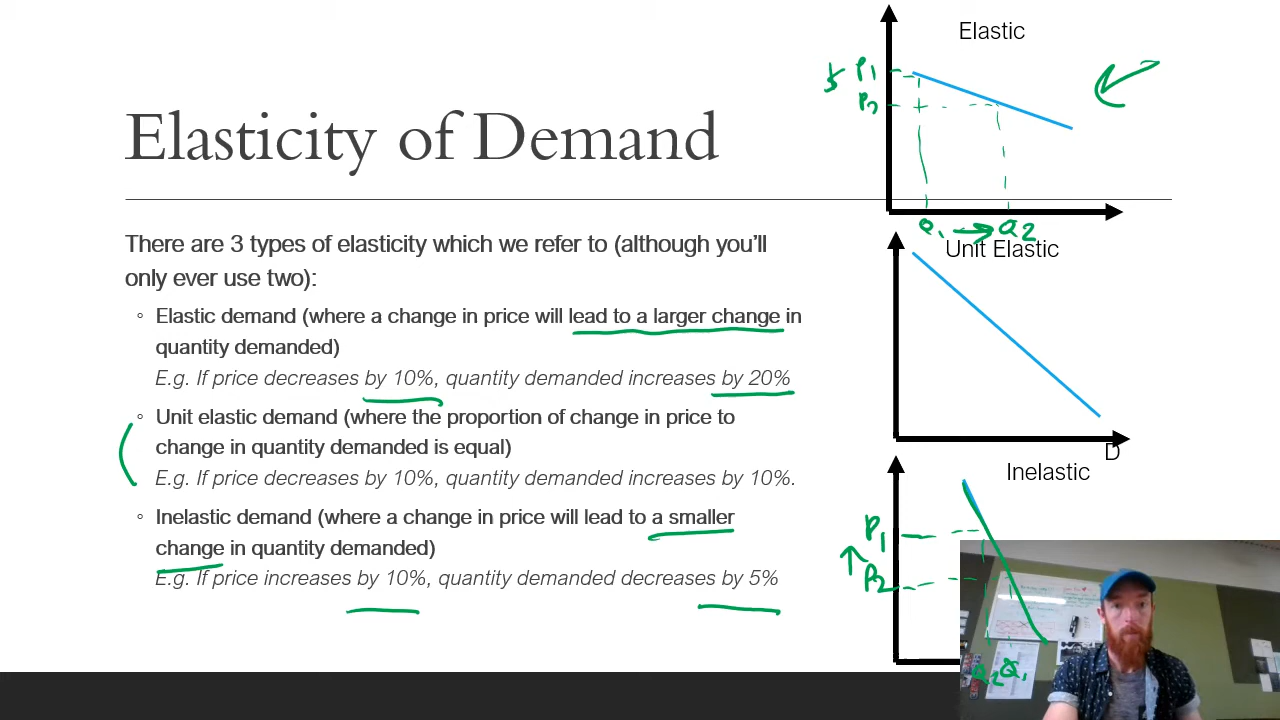 Elasticity of Demand
There are 3 types of elasticity which we refer to (although you'll
only ever use two):
◦ Elastic demand (where a change in price will lead to a larger change in
quantity demanded)
E.g. If price decreases by 10%, quantity demanded increases by 20%
◦ Unit elastic demand (where the proportion of change in price to
change in quantity demanded is equal)
E.g. If price decreases by 10%, quantity demanded increases by 10%.
◦ Inelastic demand (where a change in price will lead to a smaller
change in quantity demanded)
E.g. If price increases by 10%, quantity demanded decreases by 5%
Elastic
P1
P2
Q1 → Q2
Unit Elastic
D
Inelastic
P1
P2
Q2 Q1